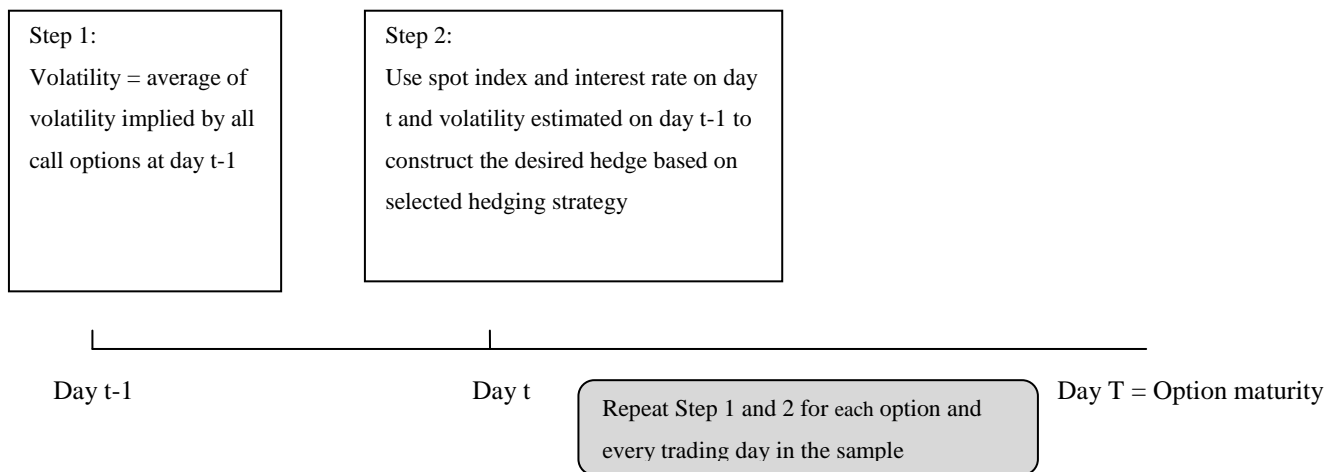 Step 1:
Volatility = average of
volatility implied by all
call options at day t-1
Step 2:
Use spot index and interest rate on day
t and volatility estimated on day t-1 to
construct the desired hedge based on
selected hedging strategy
Day t-1
Day t
Day T = Option maturity
Repeat Step 1 and 2 for each option and
every trading day in the sample